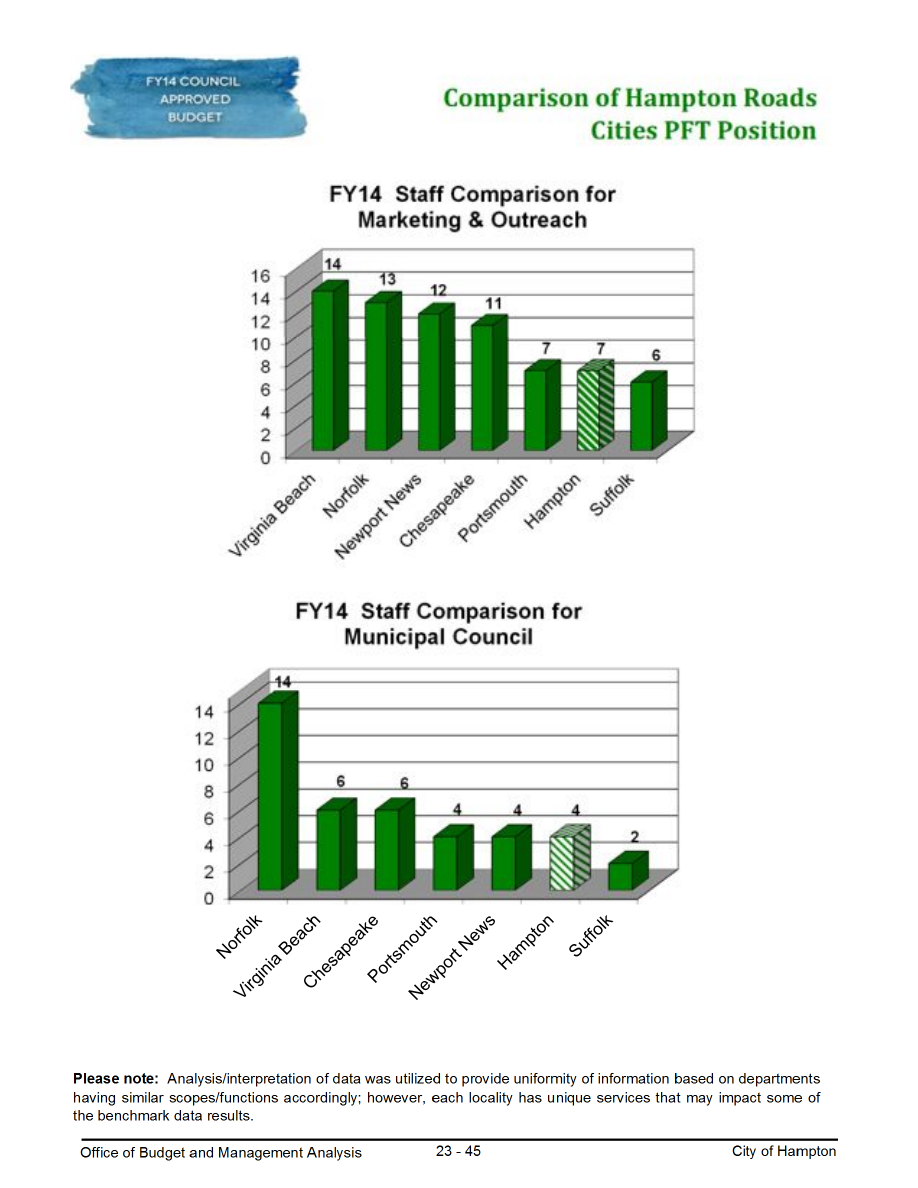 FY14 COUNCIL
APPROVED
BUDGET
Comparison of Hampton Roads
Cities PFT Position
FY14 Staff Comparison for
Marketing & Outreach
16
14
12
10
8
6
4
2
0
14
13
12
11
7
7
6
Virginia Beach
Norfolk
Newport News
Chesapeake
Portsmouth
Hampton
Suffolk
FY14 Staff Comparison for
Municipal Council
14
12
10
8
6
4
2
0
14
6
6
4
4
4
2
Norfolk
Virginia Beach
Chesapeake
Portsmouth
Newport News
Hampton
Suffolk
Please note: Analysis/interpretation of data was utilized to provide uniformity of information based on departments
having similar scopes/functions accordingly; however, each locality has unique services that may impact some of
the benchmark data results.
Office of Budget and Management Analysis 23 - 45 City of Hampton